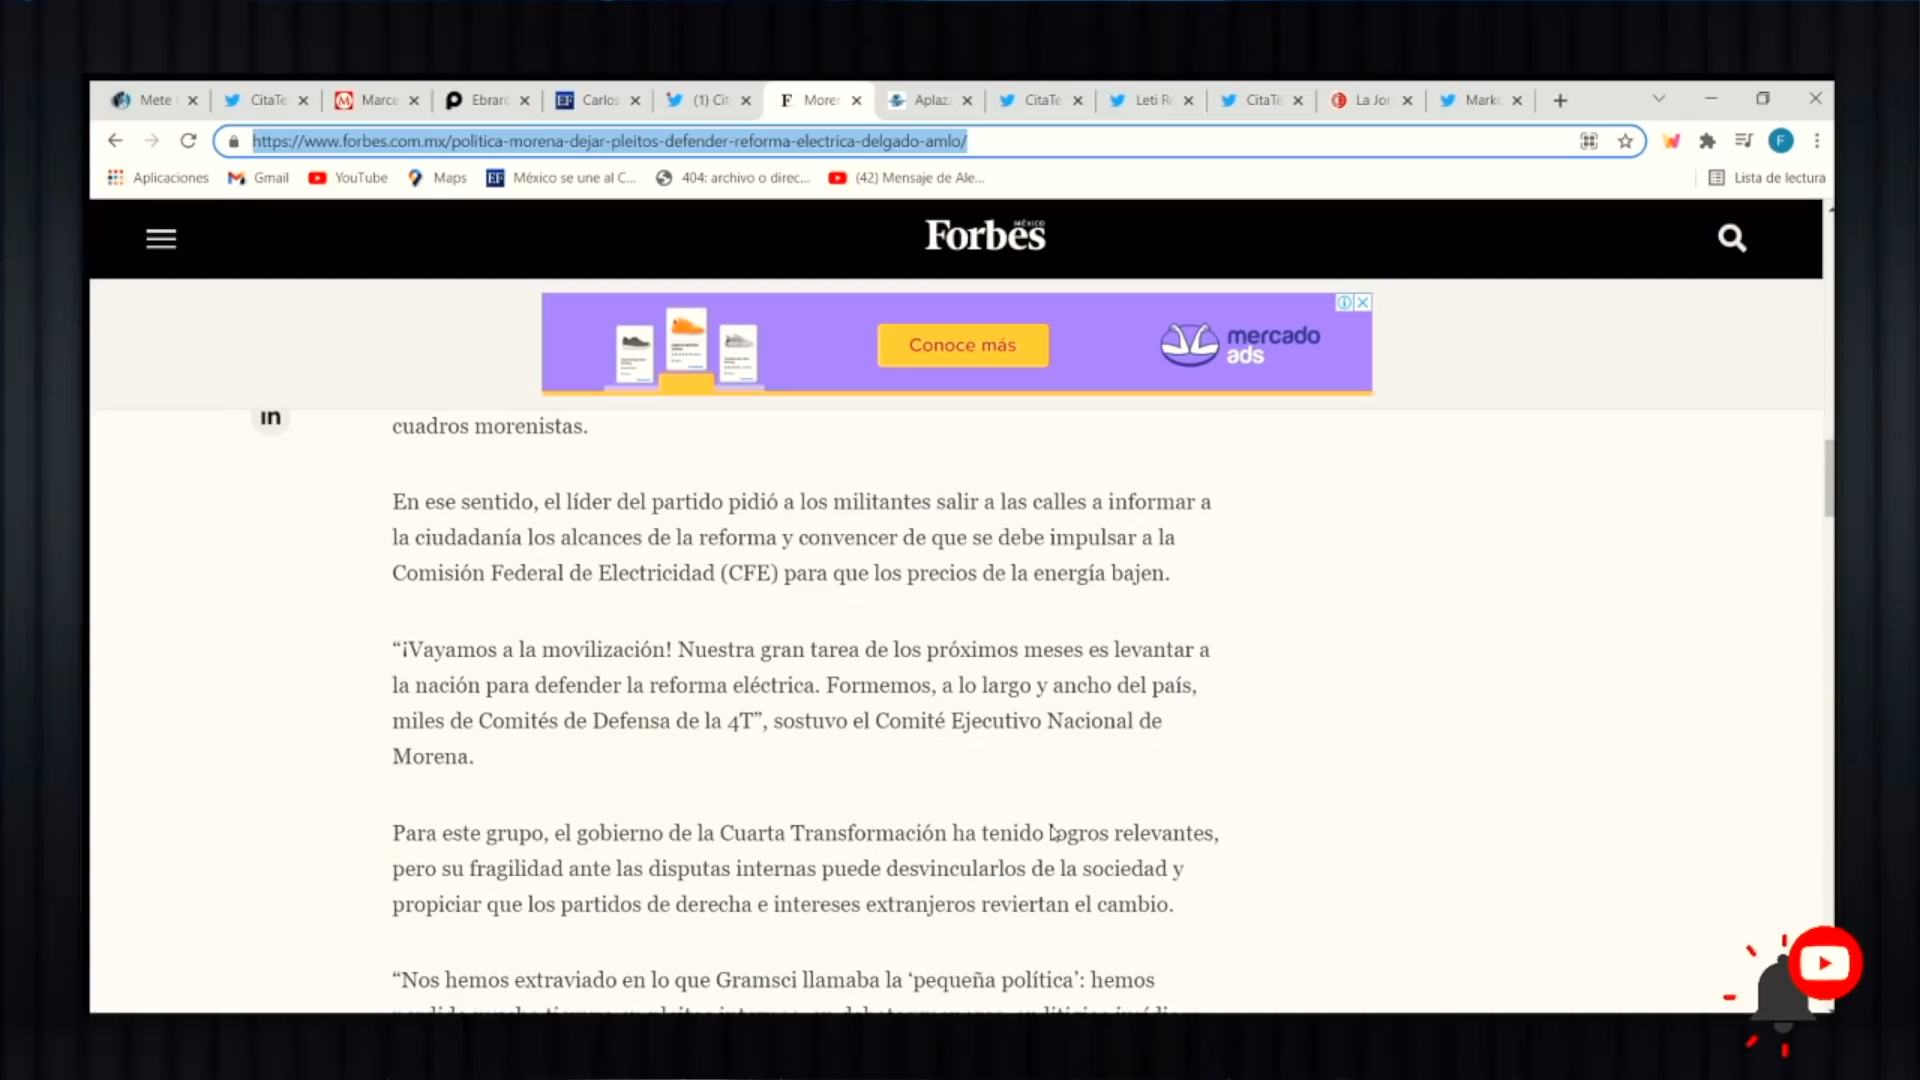 Mete
CitaTe
Marce
Ebrard
Carlos
(1) Cit
F More
Aplaz
CitaTe
Leti R
CitaTe
La Jor
Mark
https://www.forbes.com.mx/politica-morena-dejar-pleitos-defender-reforma-electrica-delgado-amlo/
F
Aplicaciones
Gmail
YouTube
Maps
EF México se une al C...
404: archivo o direc...
(42) Mensaje de Ale...
Lista de lectura
Forbes
MÉXICO
Conoce más
mercado
ads
in
cuadros morenistas.
En ese sentido, el líder del partido pidió a los militantes salir a las calles a informar a
la ciudadanía los alcances de la reforma y convencer de que se debe impulsar a la
Comisión Federal de Electricidad (CFE) para que los precios de la energía bajen.
“¡Vayamos a la movilización! Nuestra gran tarea de los próximos meses es levantar a
la nación para defender la reforma eléctrica. Formemos, a lo largo y ancho del país,
miles de Comités de Defensa de la 4T”, sostuvo el Comité Ejecutivo Nacional de
Morena.
Para este grupo, el gobierno de la Cuarta Transformación ha tenido logros relevantes,
pero su fragilidad ante las disputas internas puede desvincularlos de la sociedad y
propiciar que los partidos de derecha e intereses extranjeros reviertan el cambio.
“Nos hemos extraviado en lo que Gramsci llamaba la ‘pequeña política’: hemos